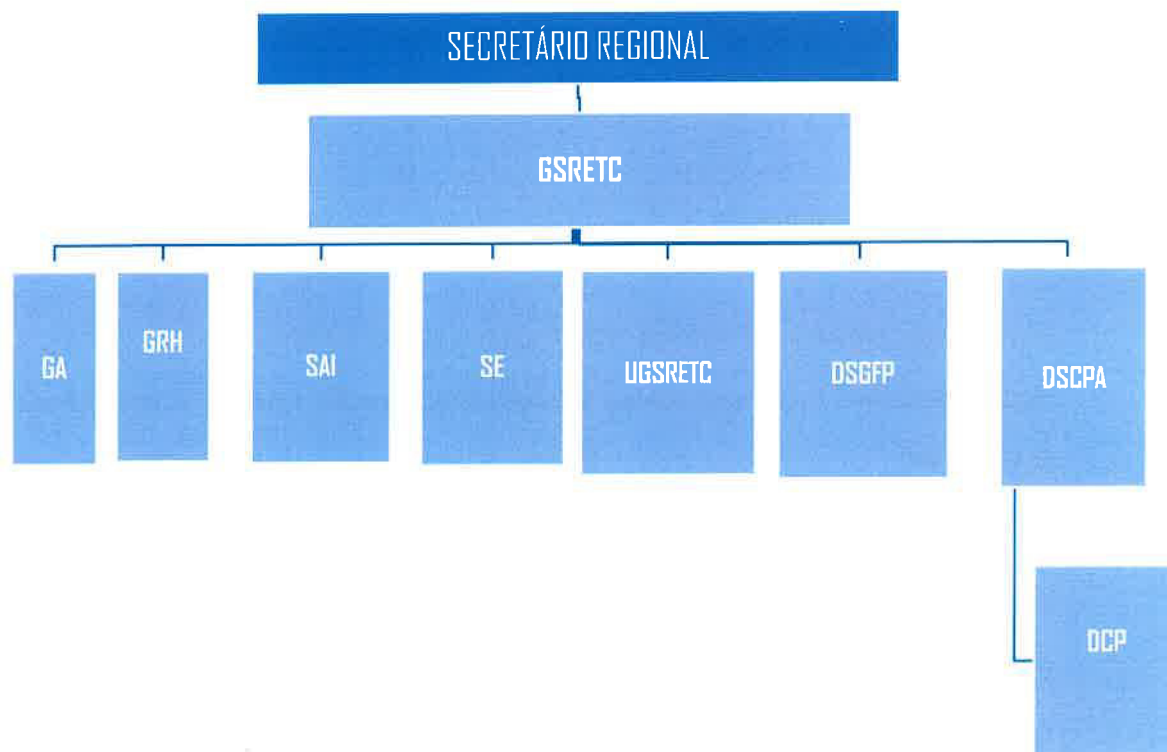 SECRETÁRIO REGIONAL
GSRETC
GA
GRH
SAI
SE
UGSRETC
DSGFP
DSCPA
DCP